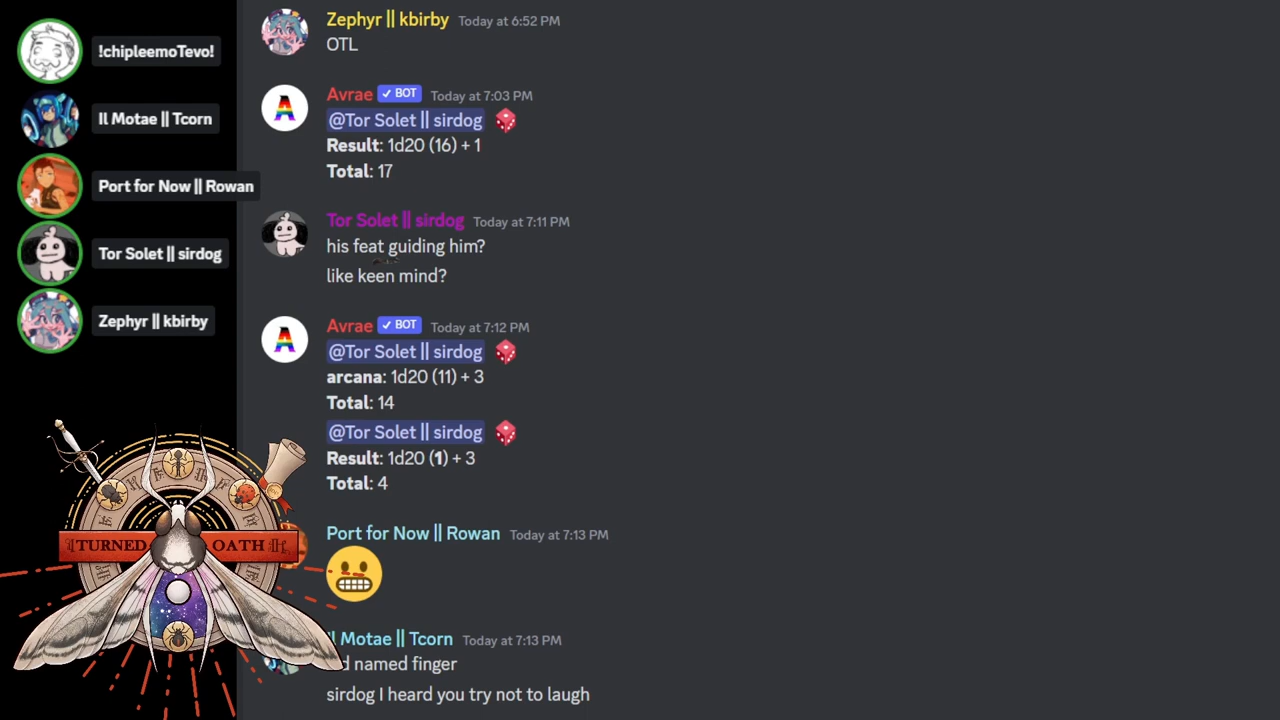 !chipleemoTevo!
Il Motae || Tcorn
Port for Now || Rowan
Tor Solet || sirdog
Zephyr || kbirby
TURNED OATH
Zephyr || kbirby Today at 6:52 PM
OTL
Avrae BOT Today at 7:03 PM
@Tor Solet || sirdog
Result: 1d20 (16) + 1
Total: 17
Tor Solet || sirdog Today at 7:11 PM
his feat guiding him?
like keen mind?
Avrae BOT Today at 7:12 PM
@Tor Solet || sirdog
arcana: 1d20 (11) + 3
Total: 14
@Tor Solet || sirdog
Result: 1d20 (1) + 3
Total: 4
Port for Now || Rowan Today at 7:13 PM
Il Motae || Tcorn Today at 7:13 PM
named finger
sirdog I heard you try not to laugh